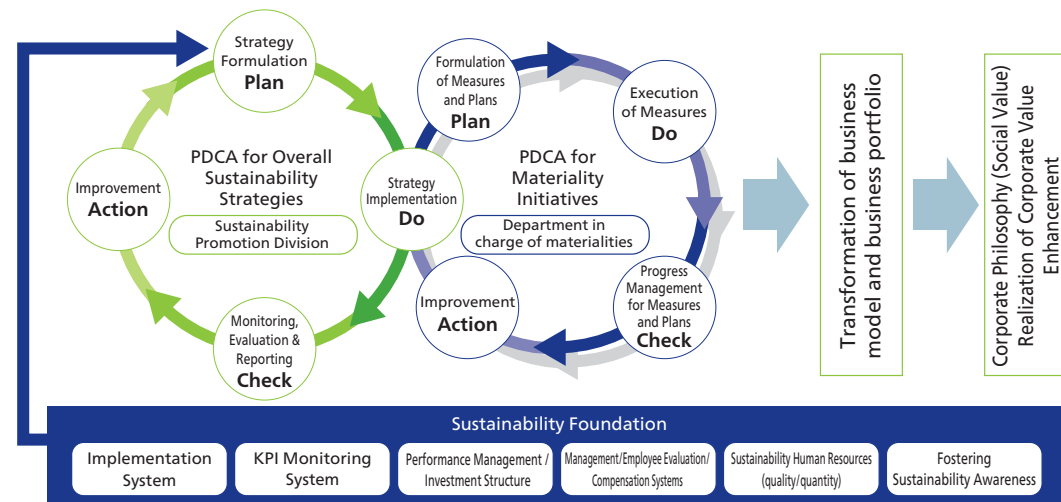 Strategy
Formulation
Plan
Strategy
Implementation
Do
Monitoring,
Evaluation &
Reporting
Check
Improvement
Action
PDCA for Overall
Sustainability
Strategies
Sustainability
Promotion Division
Formulation
of Measures
and Plans
Plan
Execution
of Measures
Do
Progress
Management
for Measures
and Plans
Check
Improvement
Action
PDCA for
Materiality
Initiatives
Department in
charge of materialities
Transformation of business
model and business portfolio
Corporate Philosophy (Social Value)
Realization of Corporate Value
Enhancement
Sustainability Foundation
Implementation
System
KPI Monitoring
System
Performance Management /
Investment Structure
Management/Employee Evaluation/
Compensation Systems
Sustainability Human Resources
(quality/quantity)
Fostering
Sustainability Awareness